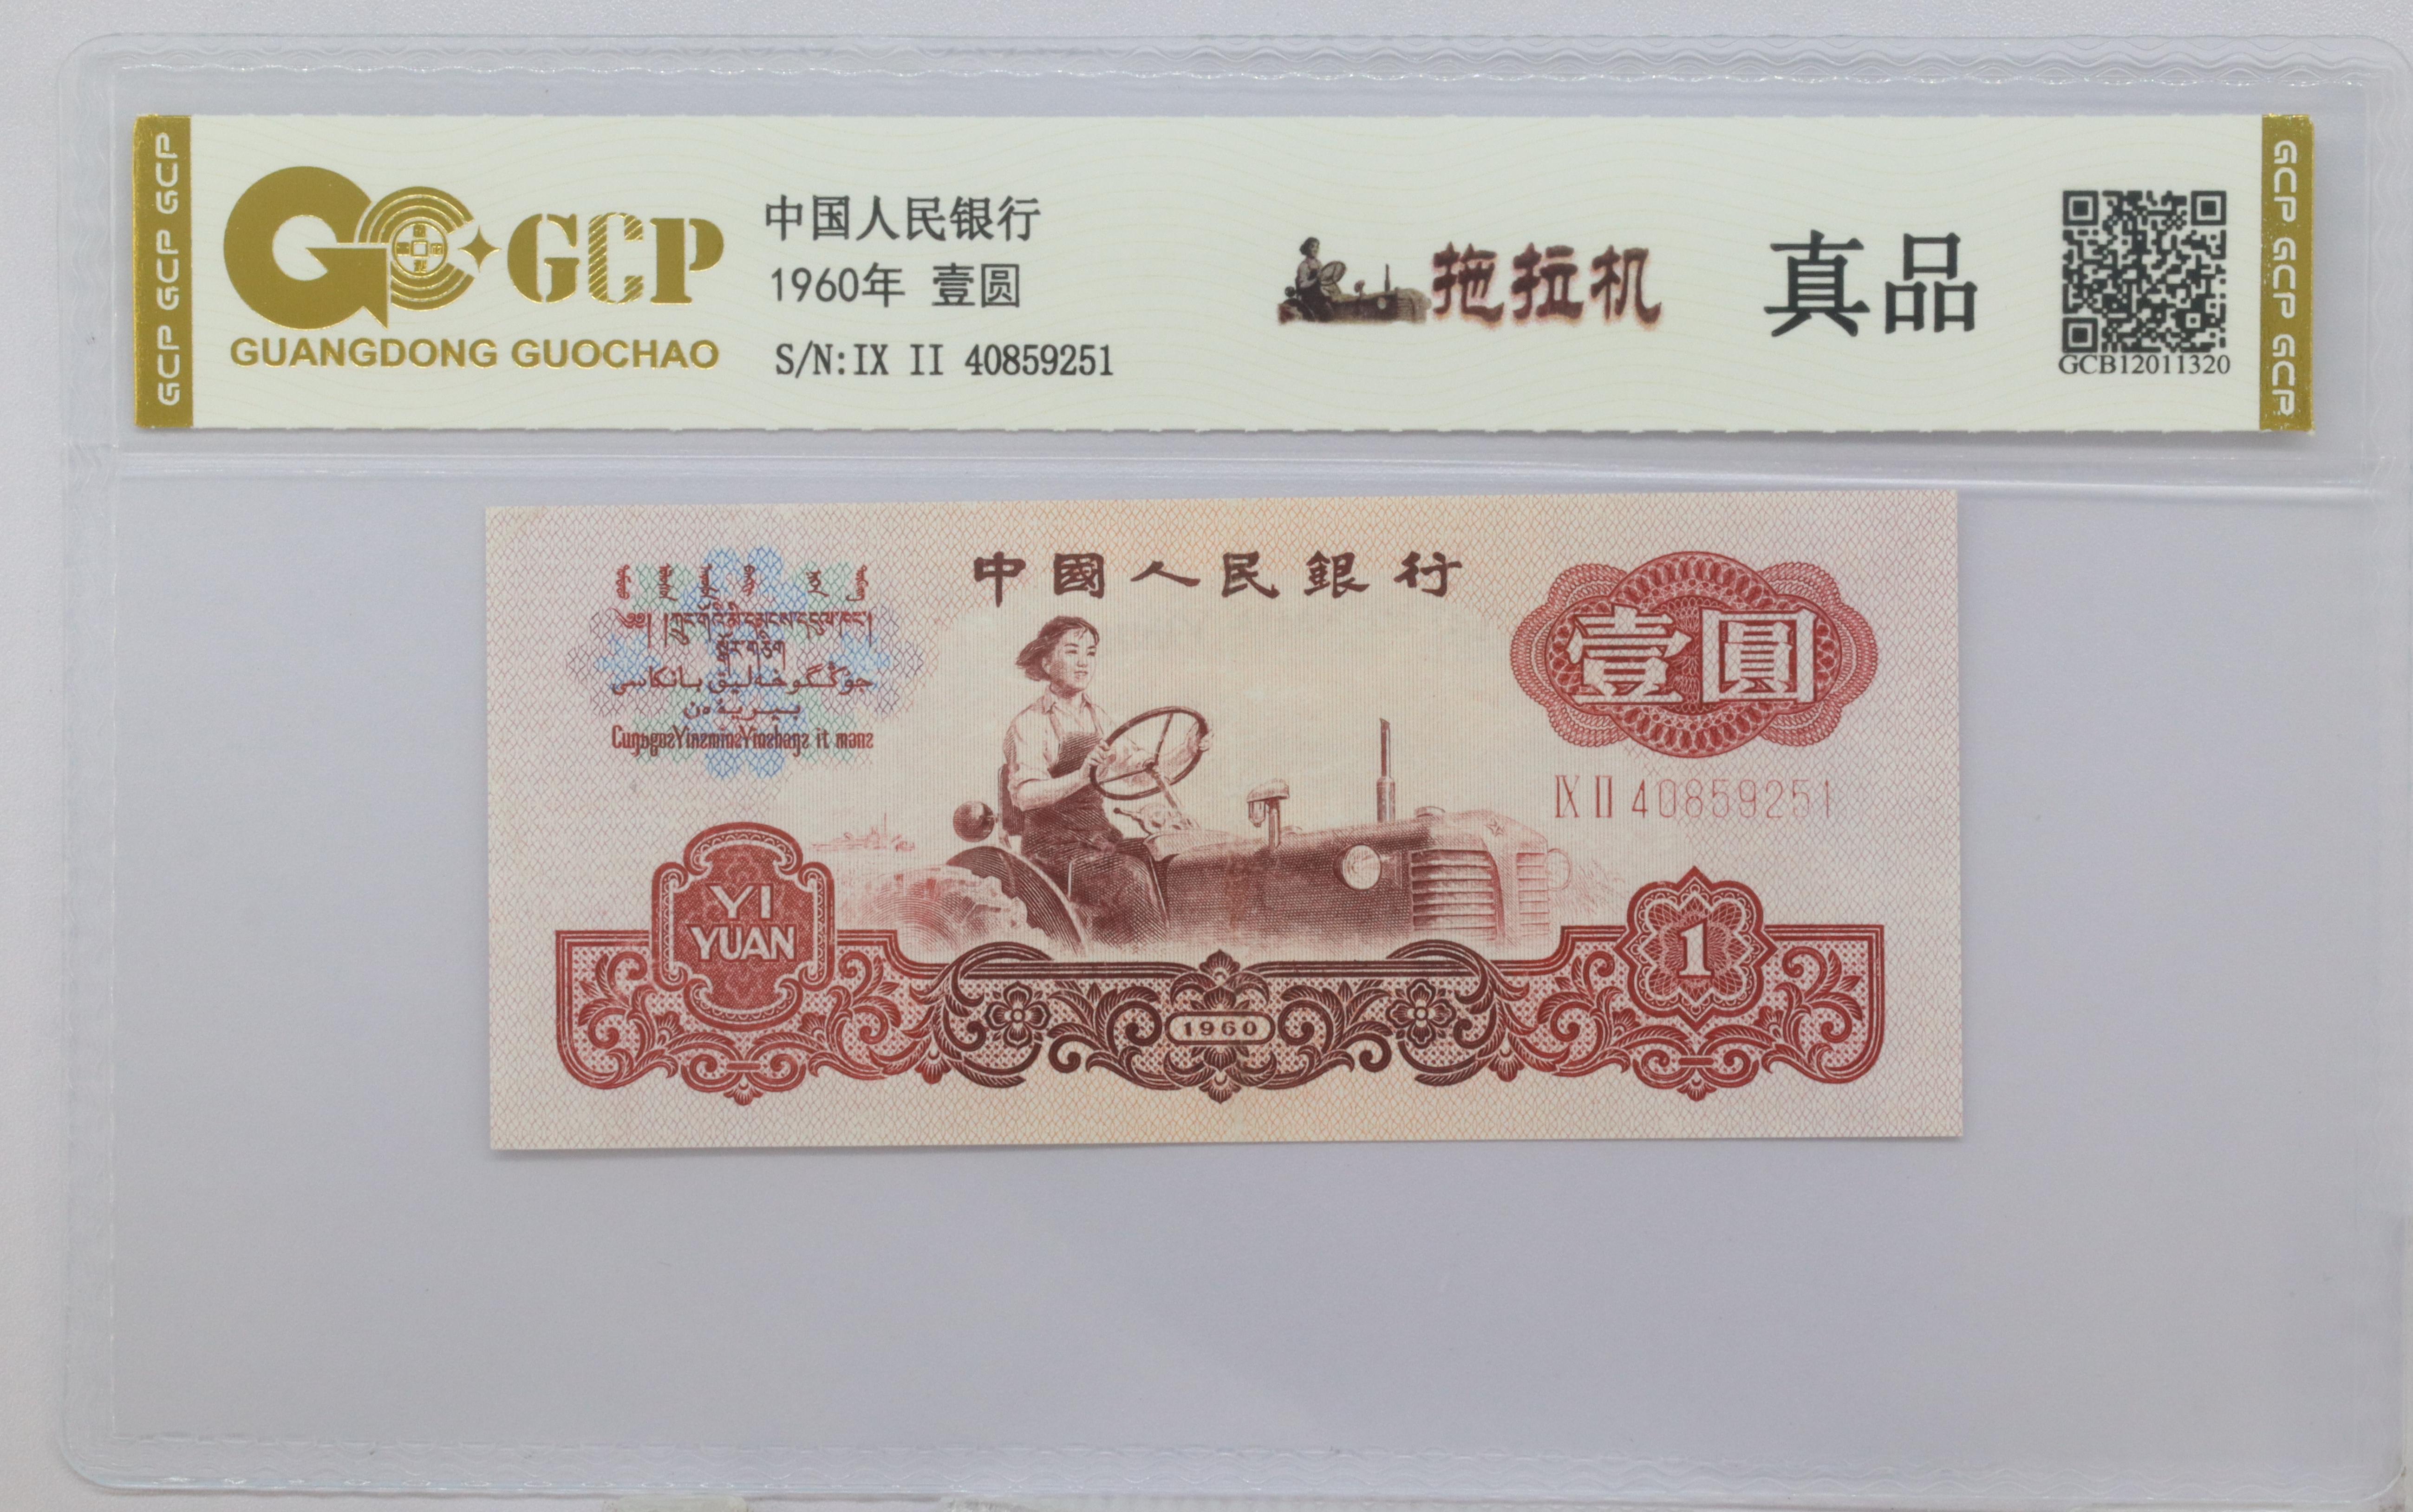 GCP GCP GCP
GCP
GUANGDONG GUOCHAO
中国人民银行
1960年 壹圆
S/N:IX II 40859251
拖拉机
真品
GCB12011320
GCP GCP GCP
中國人民銀行
壹圓
IX II 40859251
YI
YUAN
1
1960